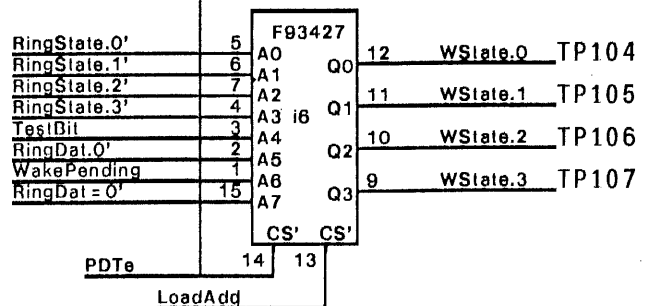 F93427
RingState.0' 5 A0 Q0 12 WState.0 TP104
RingState.1' 6 A1
RingState.2' 7 A2 Q1 11 WState.1 TP105
RingState.3' 4 A3 i6
TestBit 3 A4 Q2 10 WState.2 TP106
RingDat.0' 2 A5
WakePending 1 A6 Q3 9 WState.3 TP107
RingDat=0' 15 A7
CS' CS'
PDTe 14 13
LoadAdd